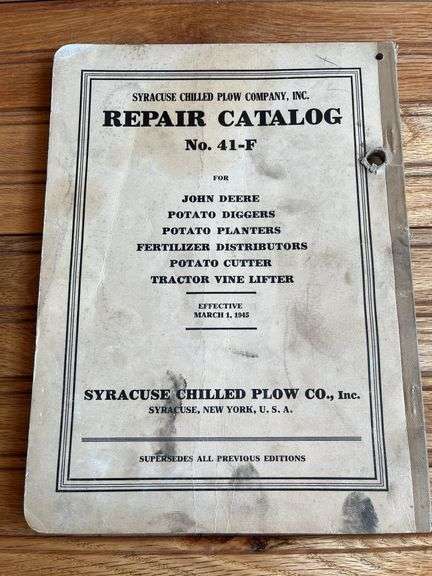 SYRACUSE CHILLED PLOW COMPANY, INC.
REPAIR CATALOG
No. 41-F
FOR
JOHN DEERE
POTATO DIGGERS
POTATO PLANTERS
FERTILIZER DISTRIBUTORS
POTATO CUTTER
TRACTOR VINE LIFTER
EFFECTIVE
MARCH 1, 1945
SYRACUSE CHILLED PLOW CO., Inc.
SYRACUSE, NEW YORK, U. S. A.
SUPERSEDES ALL PREVIOUS EDITIONS